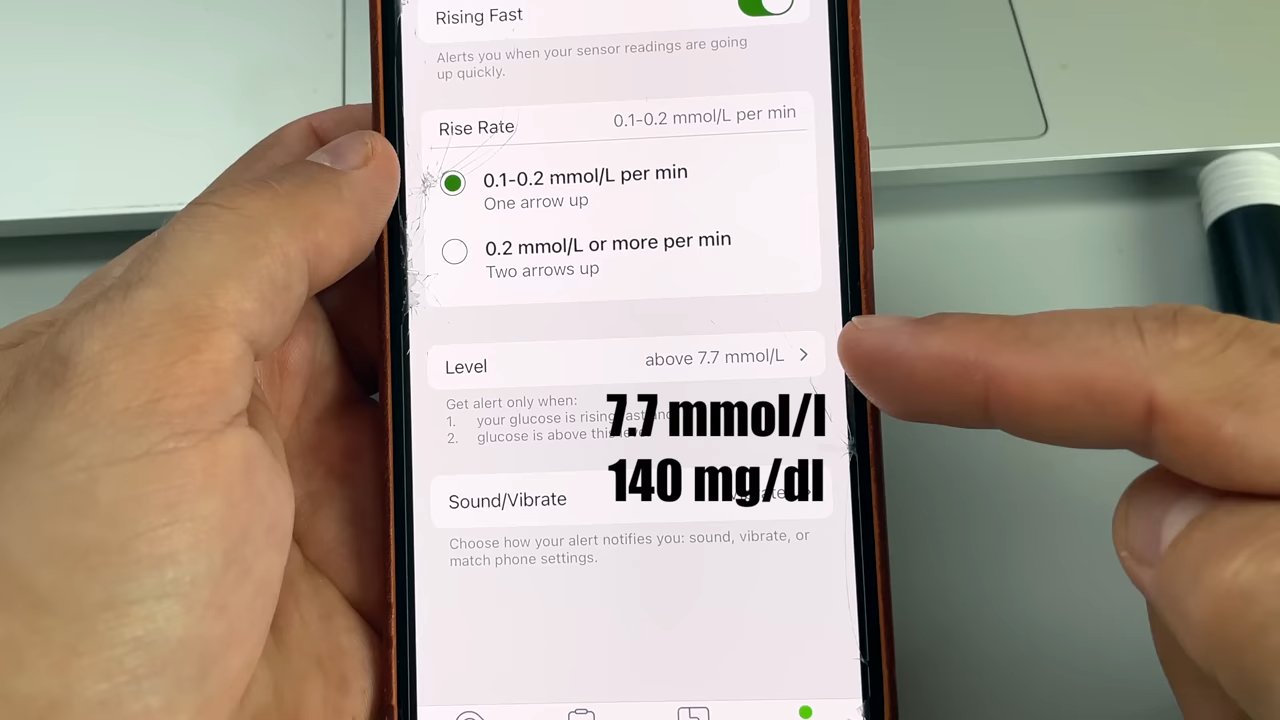 Rising Fast
Alerts you when your sensor readings are going
up quickly.
Rise Rate 0.1-0.2 mmol/L per min
0.1-0.2 mmol/L per min
One arrow up
0.2 mmol/L or more per min
Two arrows up
Level above 7.7 mmol/L
Get alert only when:
1. your glucose is rising fast and
2. glucose is above this
7.7 mmol/l
140 mg/dl
Sound/Vibrate
Choose how your alert notifies you: sound, vibrate, or
match phone settings.